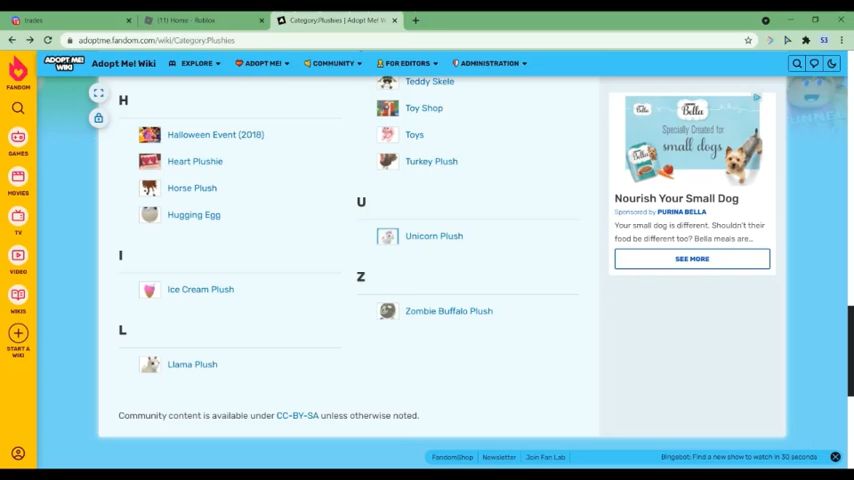 trades
(11) Home - Roblox
Category:Plushies | Adopt Me! W
adoptme.fandom.com/wiki/Category:Plushies
53
FANDOM
GAMES
MOVIES
TV
VIDEO
WIKIS
START A
WIKI
ADOPT ME!
WIKI
Adopt Me! Wiki
EXPLORE
ADOPT ME!
COMMUNITY
FOR EDITORS
ADMINISTRATION
H
Halloween Event (2018)
Heart Plushie
Horse Plush
Hugging Egg
I
Ice Cream Plush
L
Llama Plush
Teddy Skele
Toy Shop
Toys
Turkey Plush
U
Unicorn Plush
Z
Zombie Buffalo Plush
Bella
Specially Created for
small dogs
Nourish Your Small Dog
Sponsored by PURINA BELLA
Your small dog is different. Shouldn't their
food be different too? Bella meals are...
SEE MORE
Community content is available under CC-BY-SA unless otherwise noted.
FandomShop
Newsletter
Join Fan Lab
Bingebot: Find a new show to watch in 30 seconds